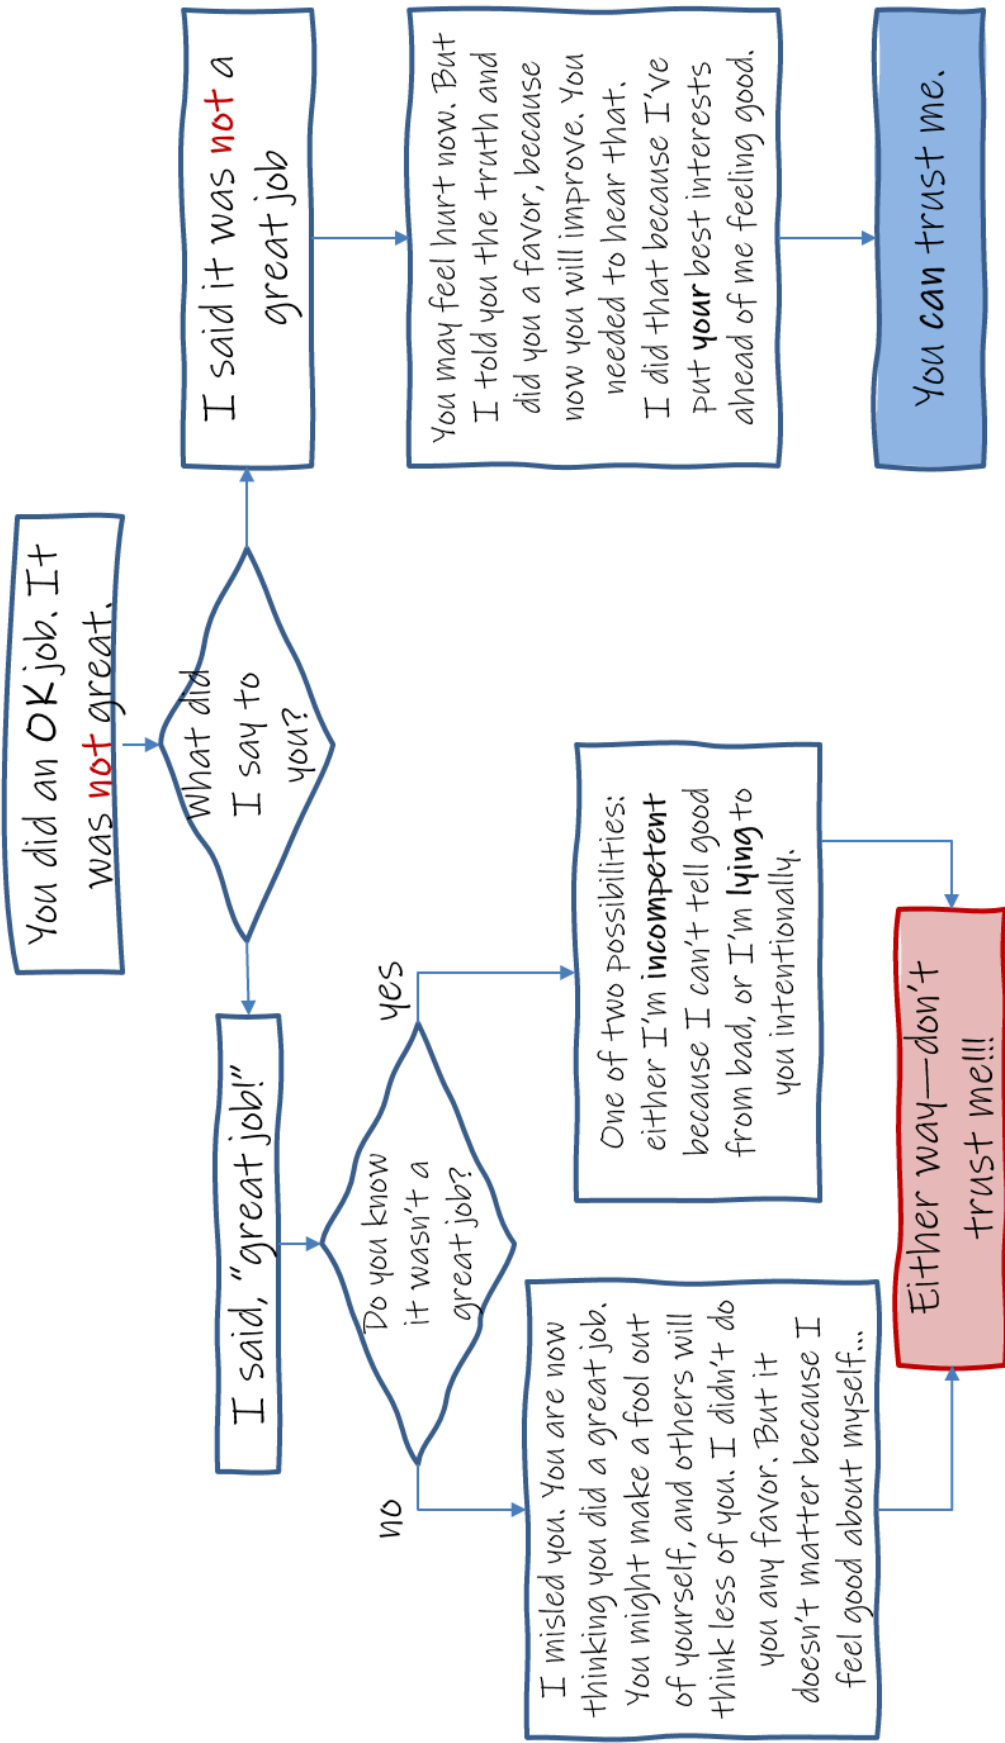 You did an OK job. It
was not great.
What did
I say to
you?
I said, "great job!"
Do you know
it wasn't a
great job?
no
I misled you. You are now
thinking you did a great job.
You might make a fool out
of yourself, and others will
think less of you. I didn't do
you any favor. But it
doesn't matter because I
feel good about myself...
yes
One of two possibilities:
either I'm incompetent
because I can't tell good
from bad, or I'm lying to
you intentionally.
Either way—don't
trust me!!!
I said it was not a
great job
You may feel hurt now. But
I told you the truth and
did you a favor, because
now you will improve. You
needed to hear that.
I did that because I've
put your best interests
ahead of me feeling good.
You can trust me.